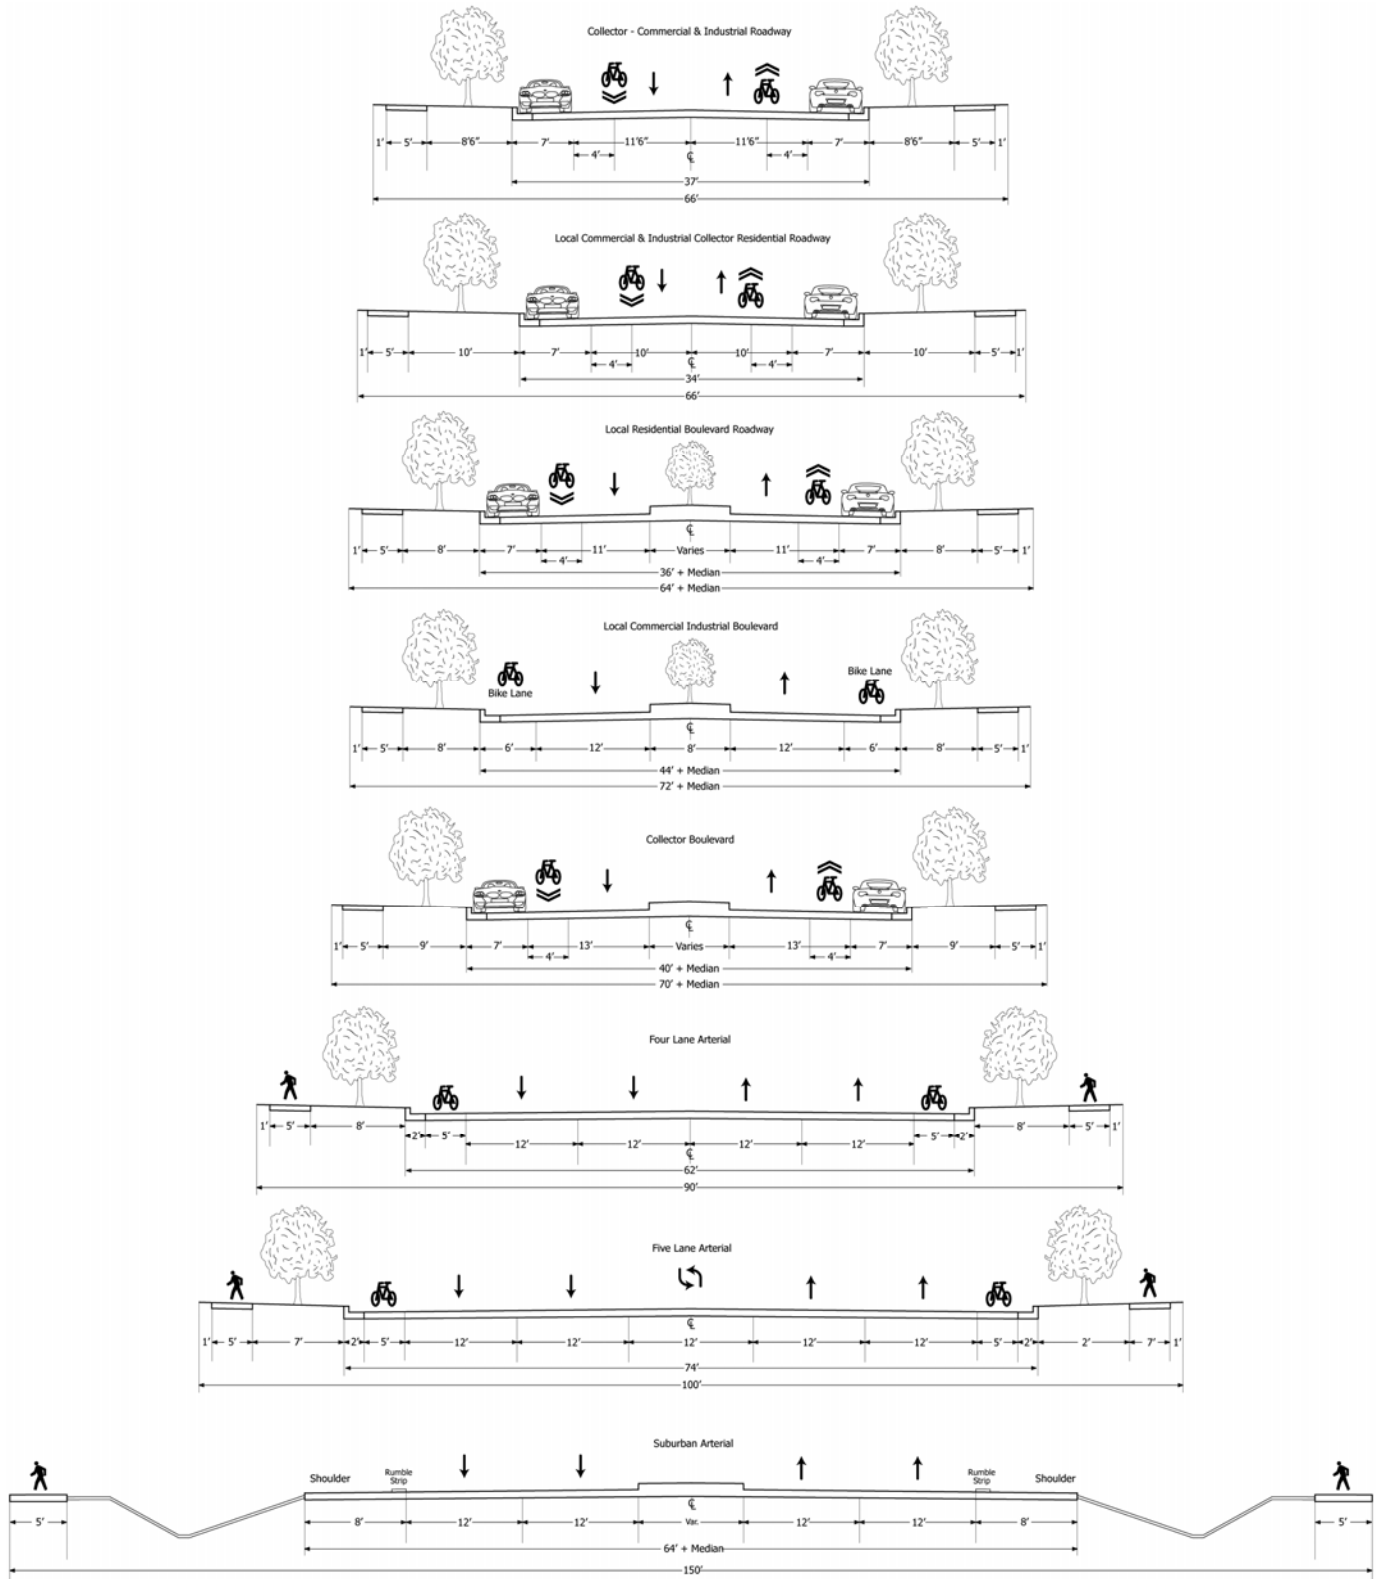 Collector - Commercial & Industrial Roadway
1' 5' 8'6" 7' 11'6" 11'6" 7' 8'6" 5' 1'
4' ℄ 4'
37'
66'
Local Commercial & Industrial Collector Residential Roadway
1' 5' 10' 7' 10' 10' 7' 10' 5' 1'
4' ℄ 4'
34'
66'
Local Residential Boulevard Roadway
℄
1' 5' 8' 7' 11' Varies 11' 7' 8' 5' 1'
4' 4'
36' + Median
64' + Median
Local Commercial Industrial Boulevard
Bike Lane
Bike Lane
℄
1' 5' 8' 6' 12' 8' 12' 6' 8' 5' 1'
44' + Median
72' + Median
Collector Boulevard
℄
1' 5' 9' 7' 13' Varies 13' 7' 9' 5' 1'
4' 4'
40' + Median
70' + Median
Four Lane Arterial
1' 5' 8' 2' 5' 12' 12' 12' 12' 5' 2' 8' 5' 1'
℄
62'
90'
Five Lane Arterial
℄
1' 5' 7' 2' 5' 12' 12' 12' 12' 12' 5' 2' 2' 7' 1'
74'
100'
Suburban Arterial
Shoulder Rumble Strip Rumble Strip Shoulder
℄
5' 8' 12' 12' Var. 12' 12' 8' 5'
64' + Median
150'